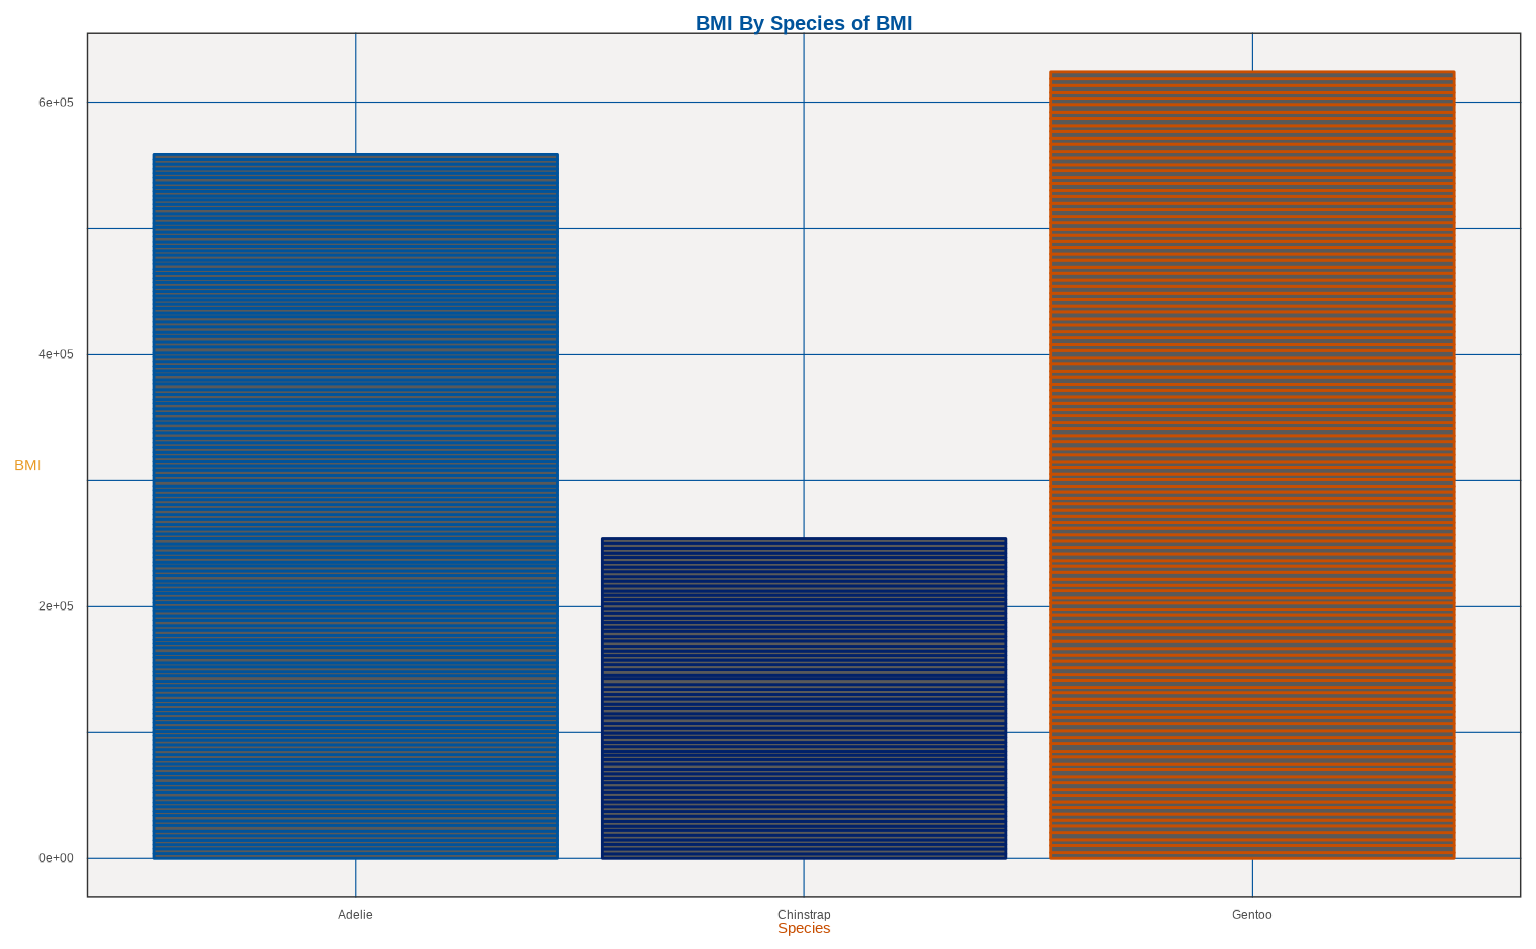 BMI By Species of BMI
6e+05
4e+05
BMI
2e+05
0e+00
Adelie
Chinstrap
Gentoo
Species